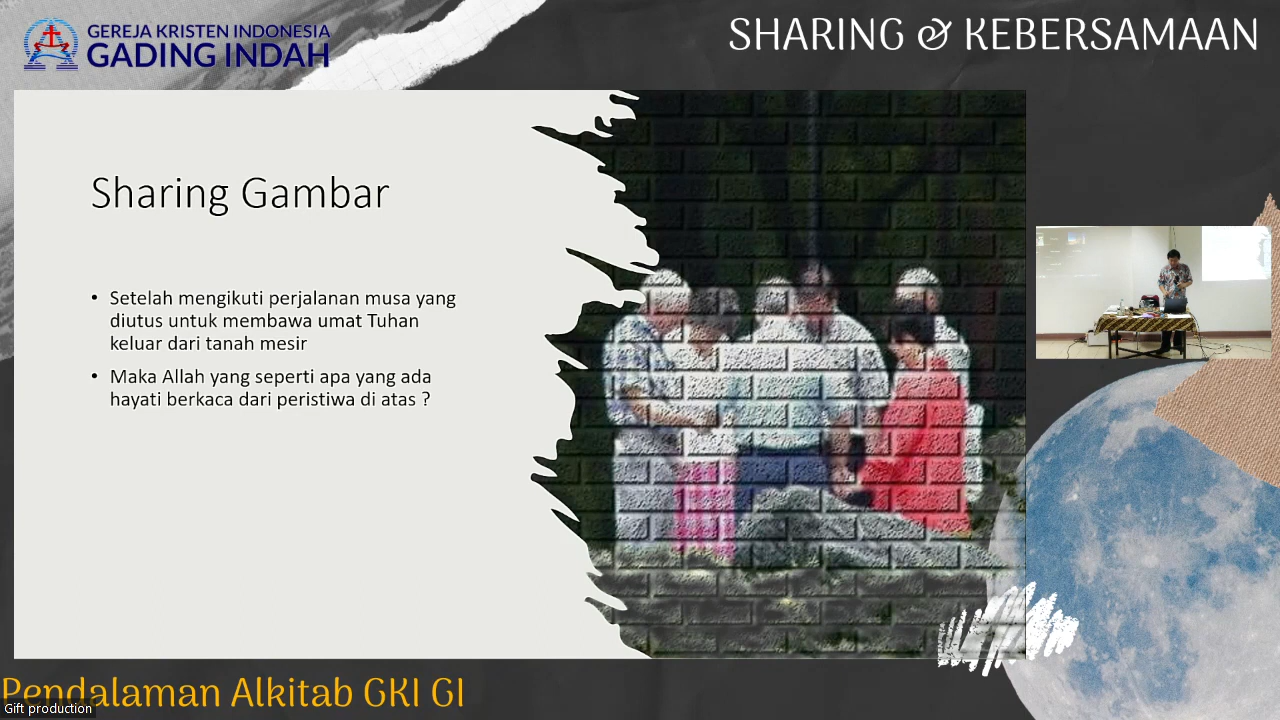 GEREJA KRISTEN INDONESIA
GADING INDAH
SHARING & KEBERSAMAAN
Sharing Gambar
• Setelah mengikuti perjalanan musa yang
diutus untuk membawa umat Tuhan
keluar dari tanah mesir
• Maka Allah yang seperti apa yang ada
hayati berkaca dari peristiwa di atas ?
Pendalaman Alkitab GKI GI
Gift production